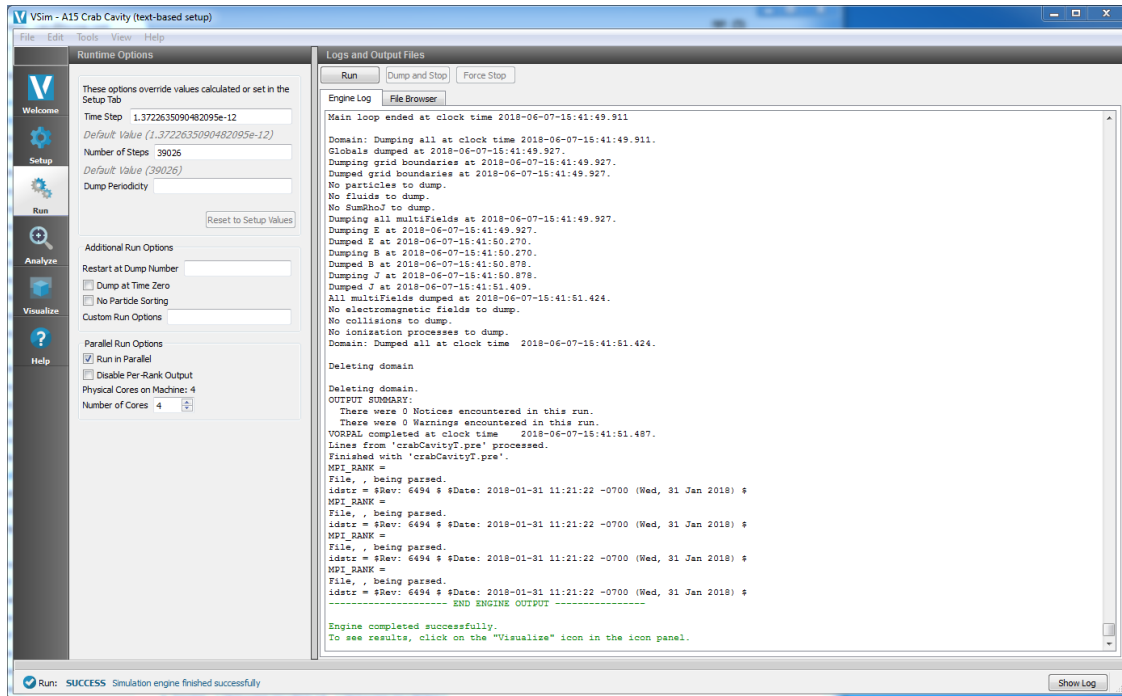 VSim - A15 Crab Cavity (text-based setup)
File Edit Tools View Help
Welcome
Setup
Run
Analyze
Visualize
Help
Runtime Options
These options override values calculated or set in the
Setup Tab
Time Step 1.3722635090482095e-12
Default Value (1.3722635090482095e-12)
Number of Steps 39026
Default Value (39026)
Dump Periodicity
Reset to Setup Values
Additional Run Options
Restart at Dump Number
Dump at Time Zero
No Particle Sorting
Custom Run Options
Parallel Run Options
Run in Parallel
Disable Per-Rank Output
Physical Cores on Machine: 4
Number of Cores 4
Logs and Output Files
Run Dump and Stop Force Stop
Engine Log File Browser
Main loop ended at clock time 2018-06-07-15:41:49.911
Domain: Dumping all at clock time 2018-06-07-15:41:49.911.
Globals dumped at 2018-06-07-15:41:49.927.
Dumping grid boundaries at 2018-06-07-15:41:49.927.
Dumped grid boundaries at 2018-06-07-15:41:49.927.
No particles to dump.
No fluids to dump.
No SumRhoJ to dump.
Dumping all multiFields at 2018-06-07-15:41:49.927.
Dumping E at 2018-06-07-15:41:49.927.
Dumped E at 2018-06-07-15:41:50.270.
Dumping B at 2018-06-07-15:41:50.270.
Dumped B at 2018-06-07-15:41:50.878.
Dumping J at 2018-06-07-15:41:50.878.
Dumped J at 2018-06-07-15:41:51.409.
All multiFields dumped at 2018-06-07-15:41:51.424.
No electromagnetic fields to dump.
No collisions to dump.
No ionization processes to dump.
Domain: Dumped all at clock time 2018-06-07-15:41:51.424.
Deleting domain
Deleting domain.
OUTPUT SUMMARY:
There were 0 Notices encountered in this run.
There were 0 Warnings encountered in this run.
VORPAL completed at clock time 2018-06-07-15:41:51.487.
Lines from 'crabCavityT.pre' processed.
Finished with 'crabCavityT.pre'.
MPI_RANK =
File, , being parsed.
idstr = $Rev: 6494 $ $Date: 2018-01-31 11:21:22 -0700 (Wed, 31 Jan 2018) $
MPI_RANK =
File, , being parsed.
idstr = $Rev: 6494 $ $Date: 2018-01-31 11:21:22 -0700 (Wed, 31 Jan 2018) $
MPI_RANK =
File, , being parsed.
idstr = $Rev: 6494 $ $Date: 2018-01-31 11:21:22 -0700 (Wed, 31 Jan 2018) $
MPI_RANK =
File, , being parsed.
idstr = $Rev: 6494 $ $Date: 2018-01-31 11:21:22 -0700 (Wed, 31 Jan 2018) $
--------------------- END ENGINE OUTPUT ----------------
Engine completed successfully.
To see results, click on the "Visualize" icon in the icon panel.
Run: SUCCESS Simulation engine finished successfully
Show Log